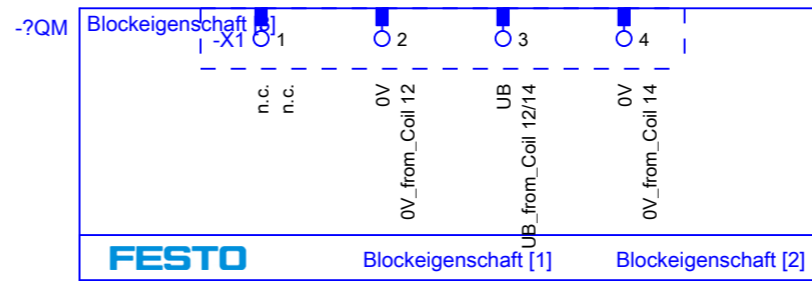 -?QM
Blockeigenschaft [3]
-X1
1
2
3
4
n.c.
n.c.
0V
0V_from_Coil 12
UB
UB_from_Coil 12/14
0V
0V_from_Coil 14
FESTO
Blockeigenschaft [1]
Blockeigenschaft [2]